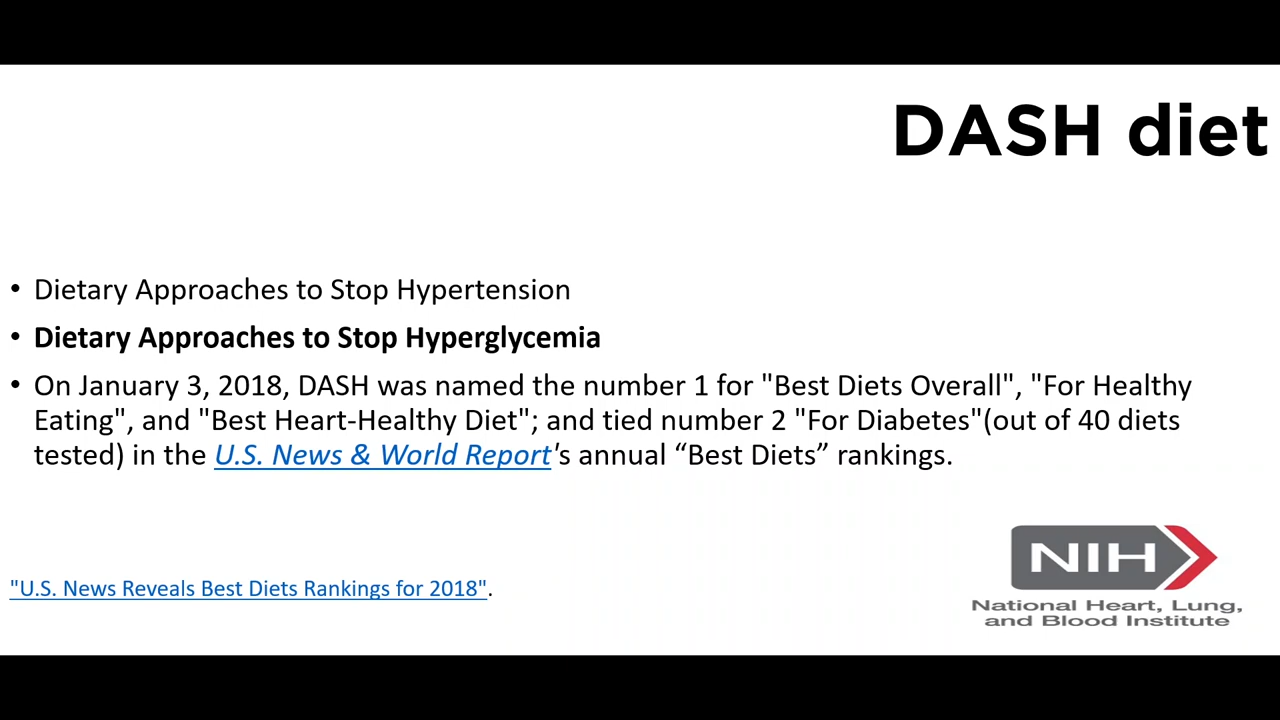 DASH diet
• Dietary Approaches to Stop Hypertension
• Dietary Approaches to Stop Hyperglycemia
• On January 3, 2018, DASH was named the number 1 for "Best Diets Overall", "For Healthy
Eating", and "Best Heart-Healthy Diet"; and tied number 2 "For Diabetes"(out of 40 diets
tested) in the U.S. News & World Report's annual “Best Diets” rankings.
NIH
National Heart, Lung,
and Blood Institute
"U.S. News Reveals Best Diets Rankings for 2018".